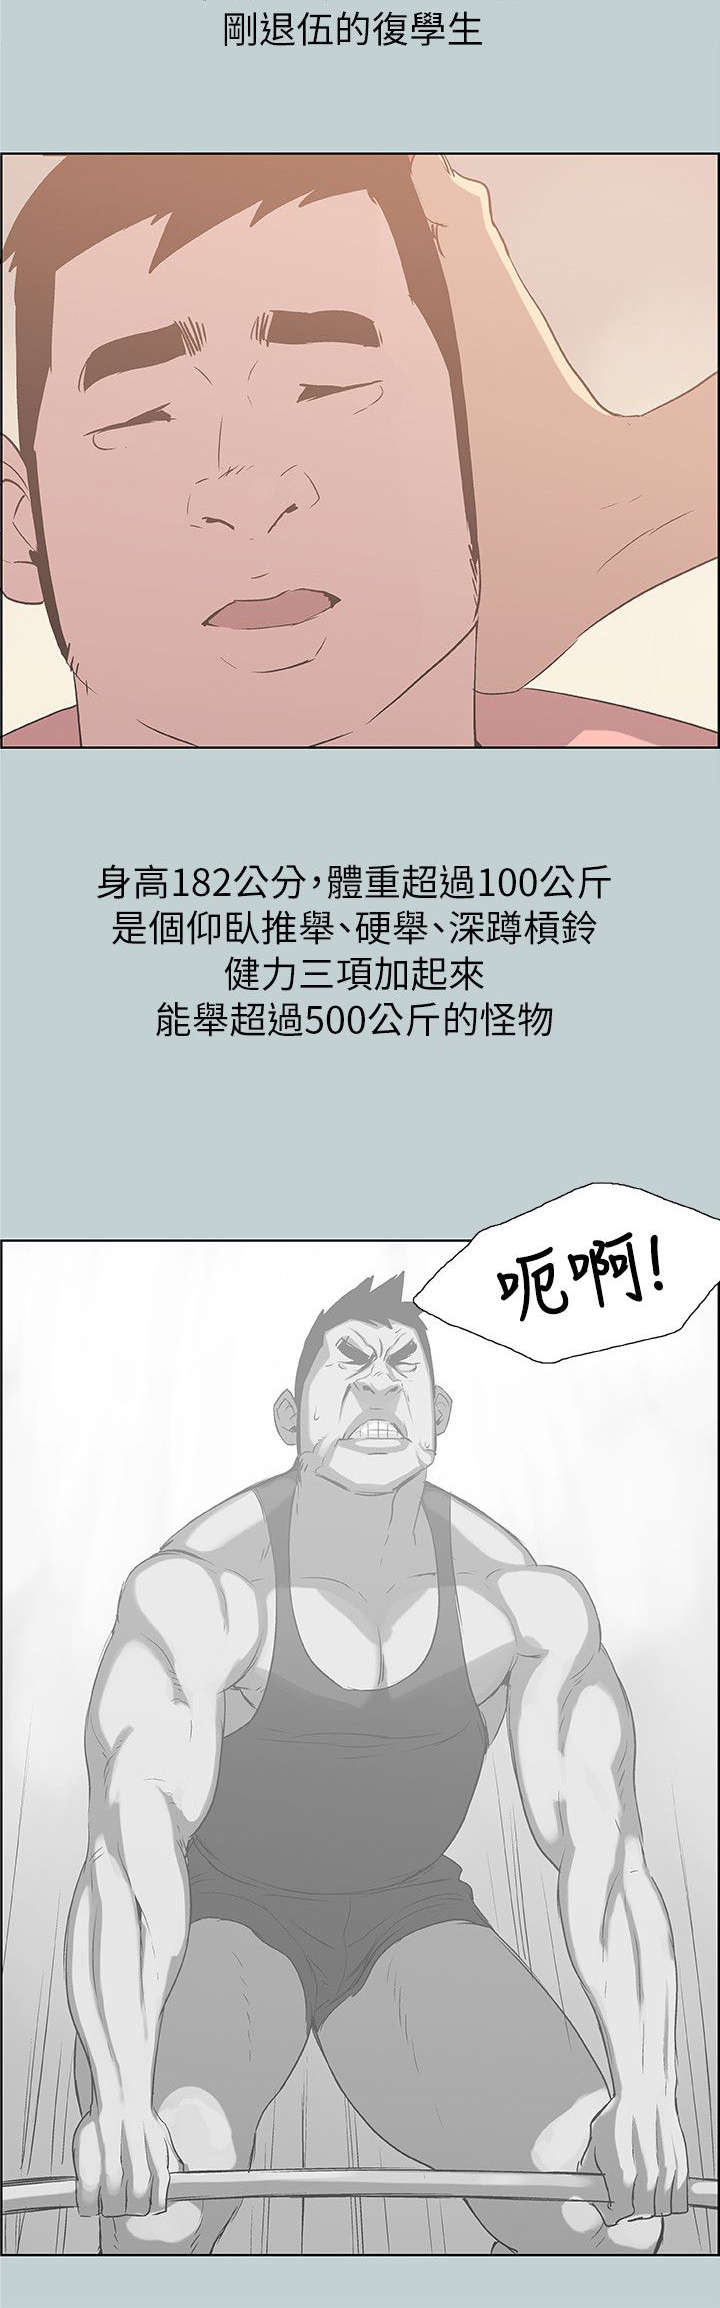 剛退伍的復學生
身高182公分，體重超過100公斤
是個仰臥推舉、硬舉、深蹲槓鈴
健力三項加起來
能舉超過500公斤的怪物
呃啊！